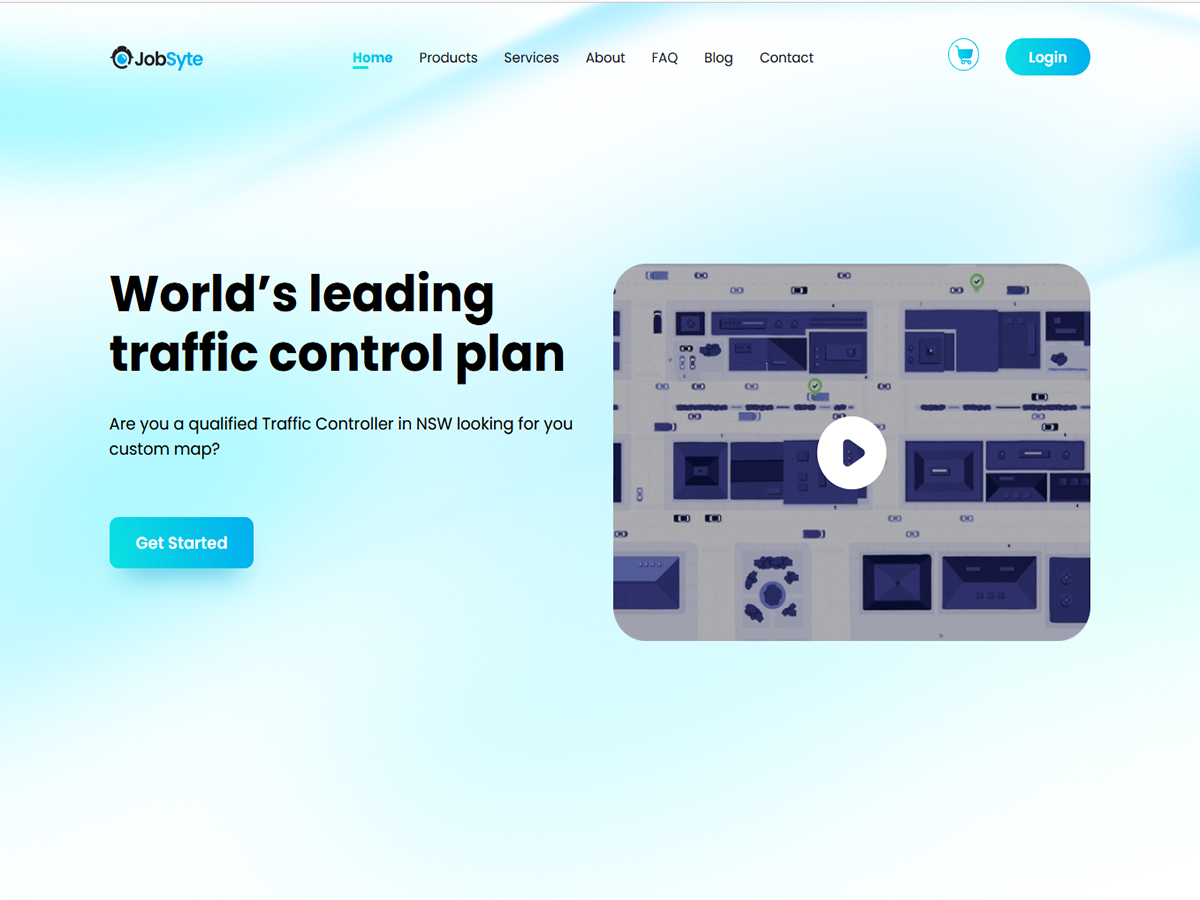 JobSyte
Home Products Services About FAQ Blog Contact
Login
World’s leading
traffic control plan
Are you a qualified Traffic Controller in NSW looking for you
custom map?
Get Started